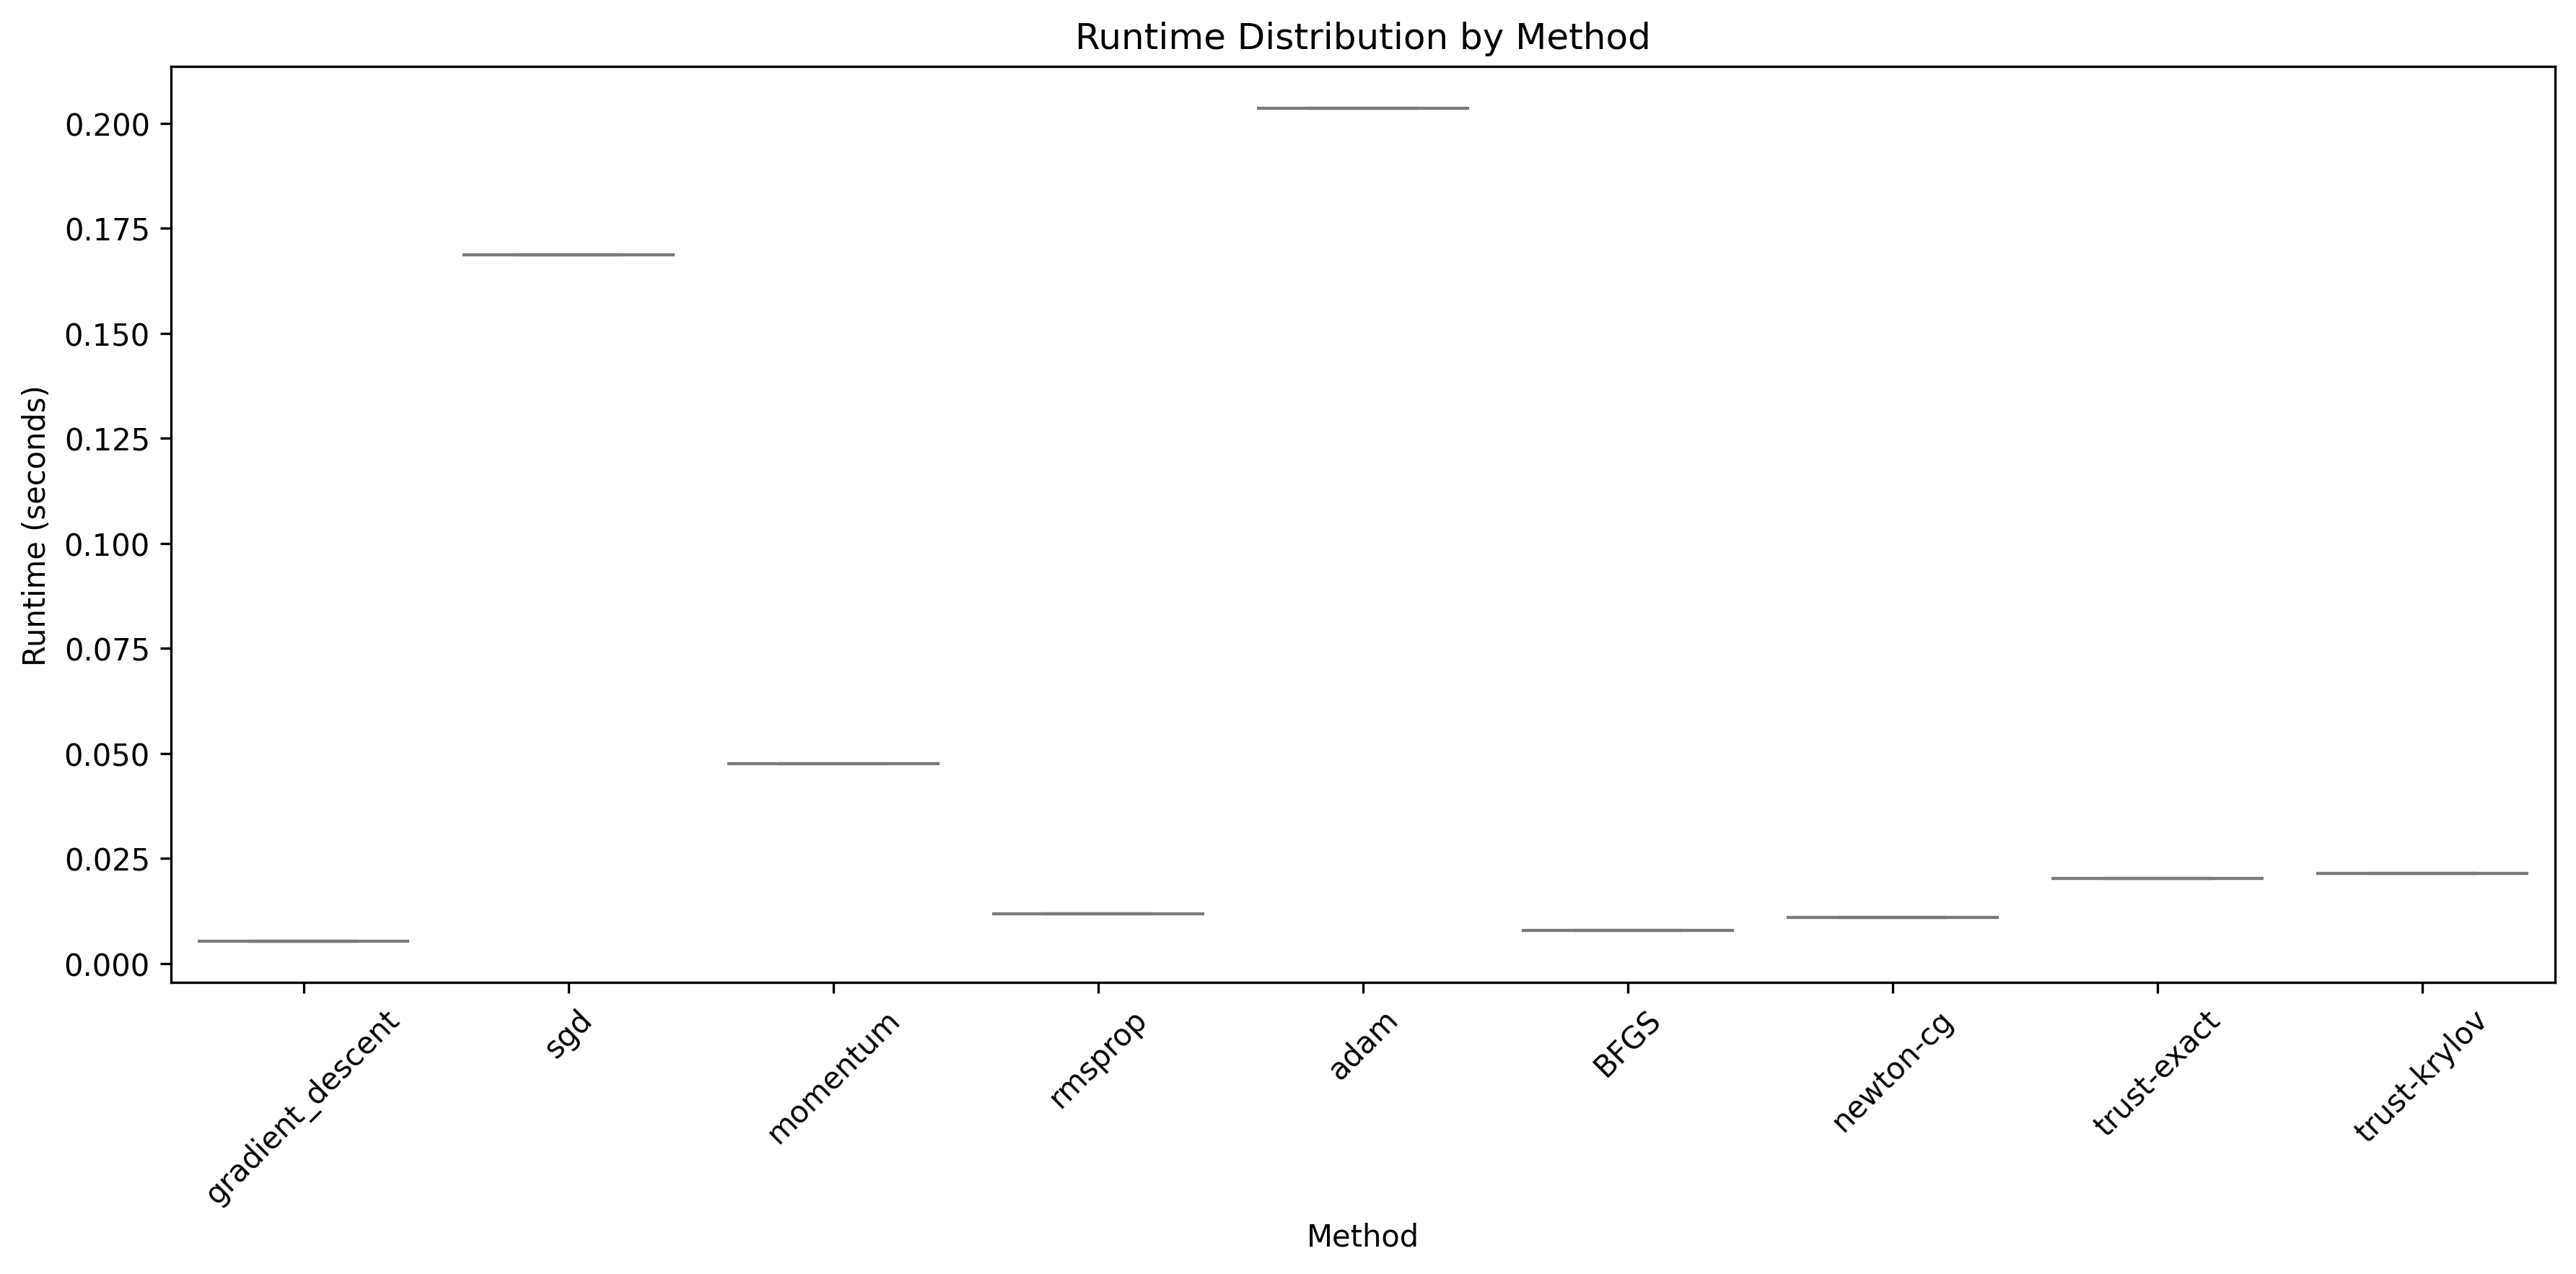 Runtime Distribution by Method
Runtime (seconds)
0.200
0.175
0.150
0.125
0.100
0.075
0.050
0.025
0.000
gradient_descent
sgd
momentum
rmsprop
adam
BFGS
newton-cg
trust-exact
trust-krylov
Method